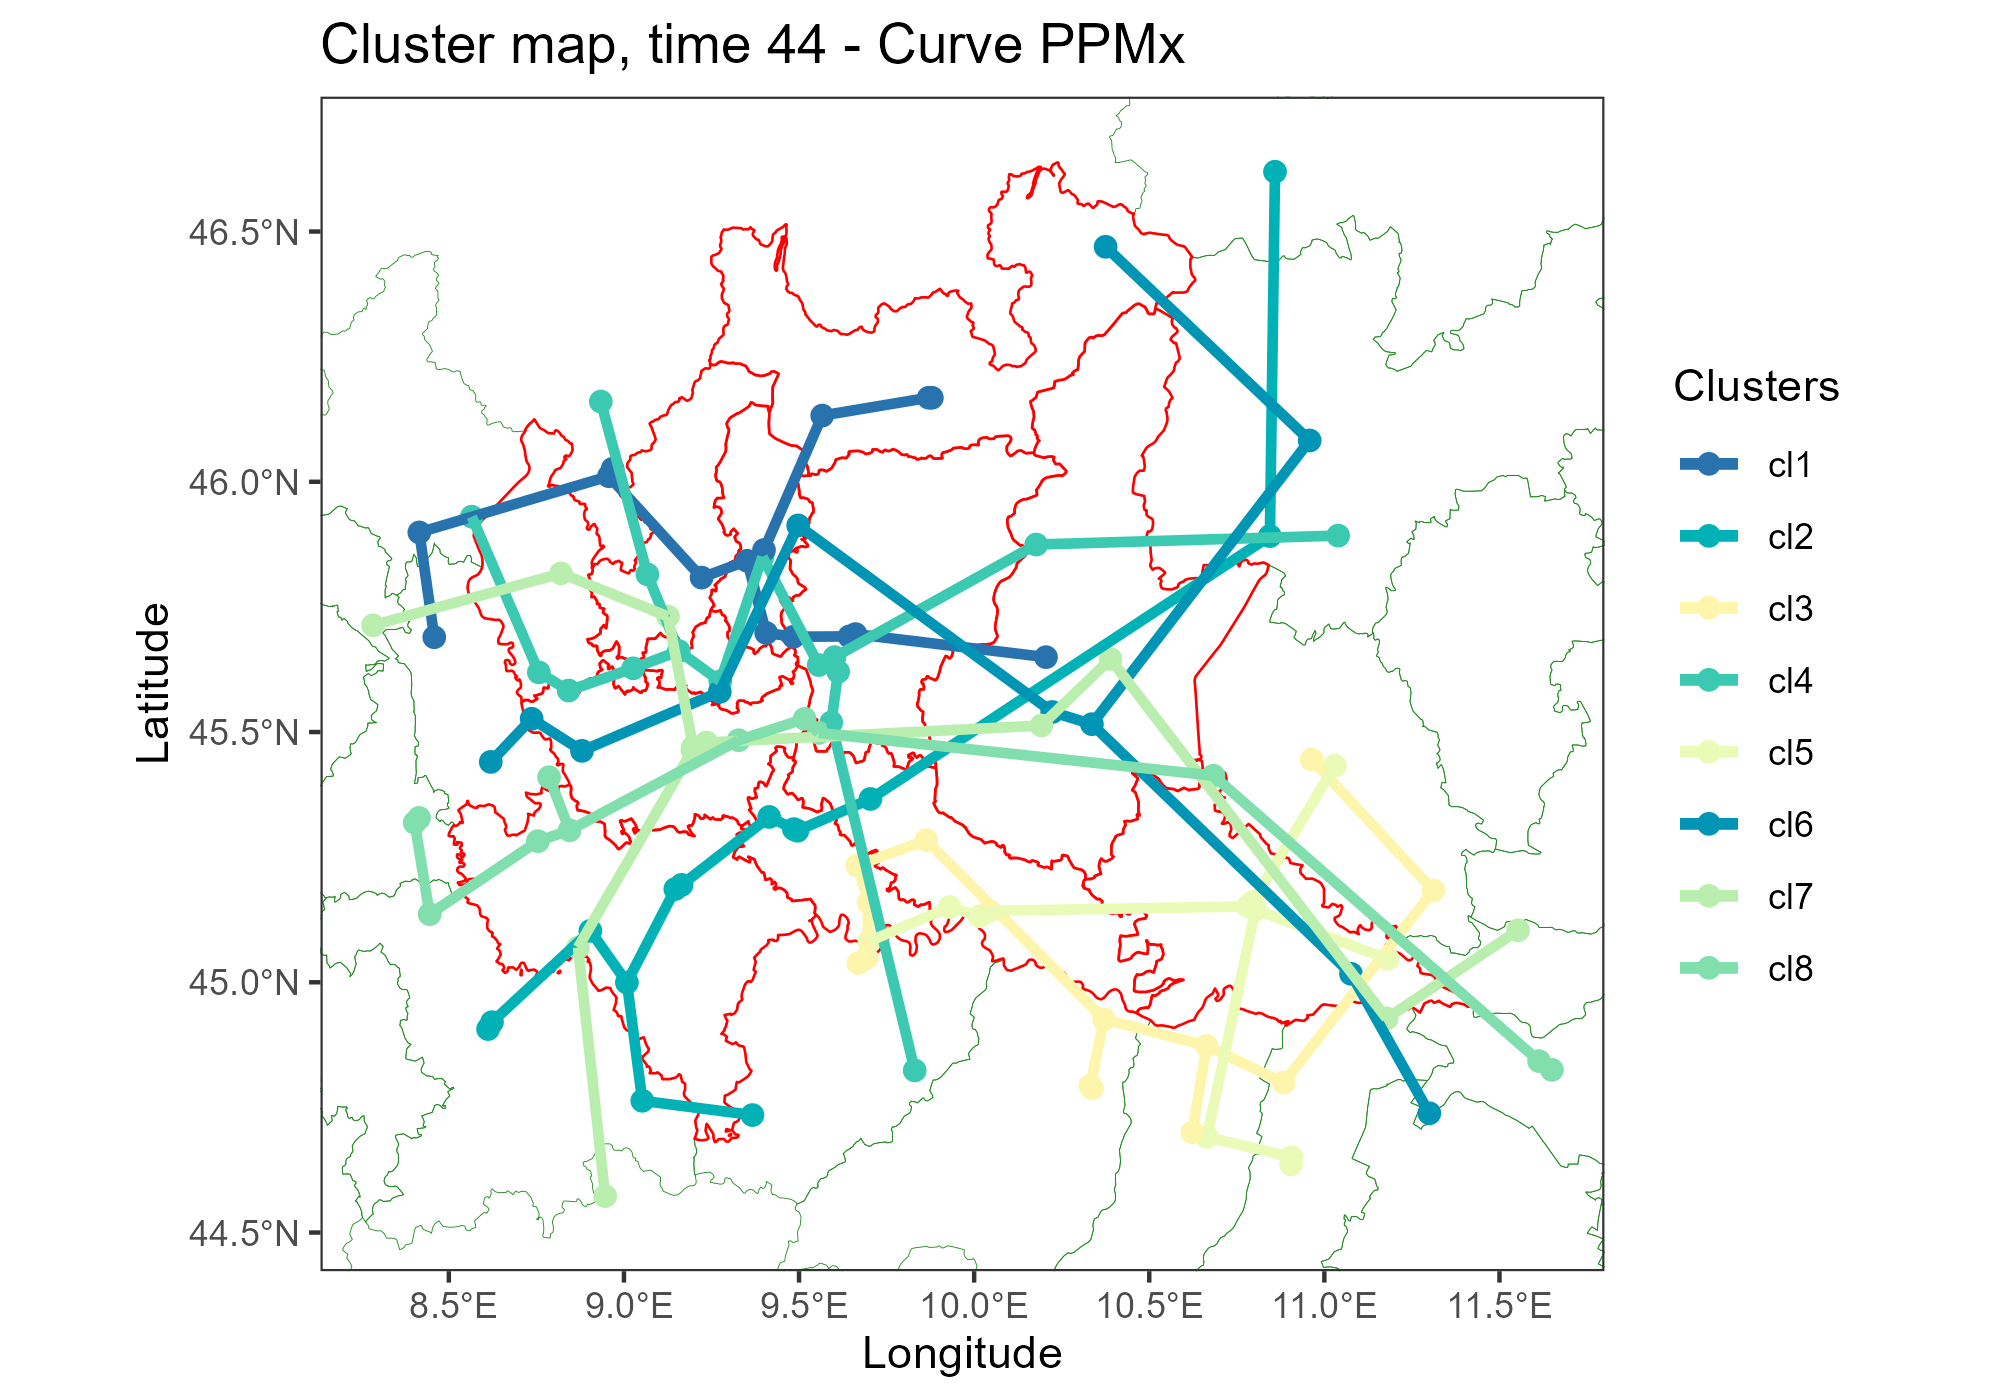 Cluster map, time 44 - Curve PPMx
46.5°N
46.0°N
45.5°N
45.0°N
44.5°N
Latitude
8.5°E
9.0°E
9.5°E
10.0°E
10.5°E
11.0°E
11.5°E
Longitude
Clusters
cl1
cl2
cl3
cl4
cl5
cl6
cl7
cl8